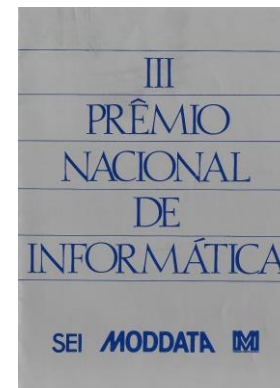 III
PRÊMIO
NACIONAL
DE
INFORMÁTICA
SEI MODDATA